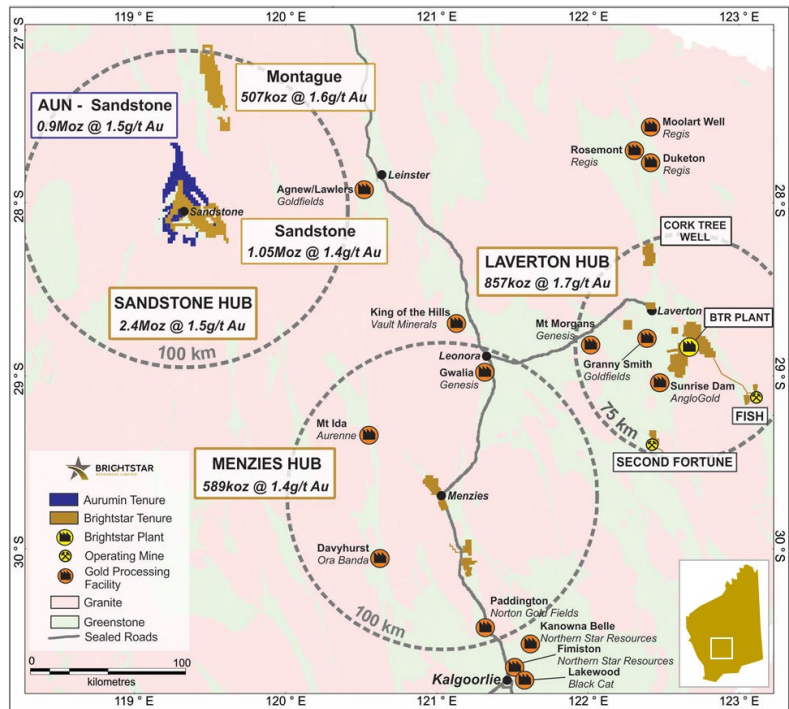 119 °E
120 °E
121 °E
122 °E
123 °E
27° S
28° S
29° S
30° S
28° S
29° S
30° S
Montague
507koz @ 1.6g/t Au
AUN - Sandstone
0.9Moz @ 1.5g/t Au
Moolart Well
Regis
Rosemont
Regis
Duketon
Regis
Leinster
Agnew/Lawlers
Goldfields
Sandstone
Sandstone
1.05Moz @ 1.4g/t Au
CORK TREE
WELL
LAVERTON HUB
857koz @ 1.7g/t Au
SANDSTONE HUB
2.4Moz @ 1.5g/t Au
100 km
King of the Hills
Vault Minerals
Laverton
Mt Morgans
Genesis
BTR PLANT
Leonora
Gwalia
Genesis
Granny Smith
Goldfields
Sunrise Dam
AngloGold
FISH
75 km
SECOND FORTUNE
Mt Ida
Aurenne
MENZIES HUB
589koz @ 1.4g/t Au
Menzies
Davyhurst
Ora Banda
100 km
Paddington
Norton Gold Fields
Kanowna Belle
Northern Star Resources
Fimiston
Northern Star Resources
Lakewood
Black Cat
Kalgoorlie
BRIGHTSTAR
RESOURCES LIMITED
Aurumin Tenure
Brightstar Tenure
Brightstar Plant
Operating Mine
Gold Processing
Facility
Granite
Greenstone
Sealed Roads
0 100
kilometres
119 °E
120 °E
121 °E
122 °E
123 °E